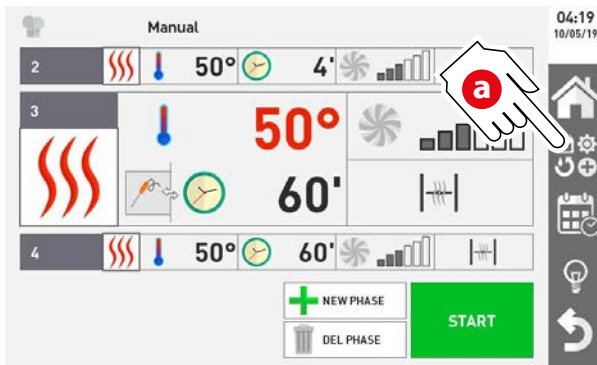 Manual
04:19
10/05/19
2 50° 4'
a
3
50°
60'
4 50° 60'
NEW PHASE
DEL PHASE
START